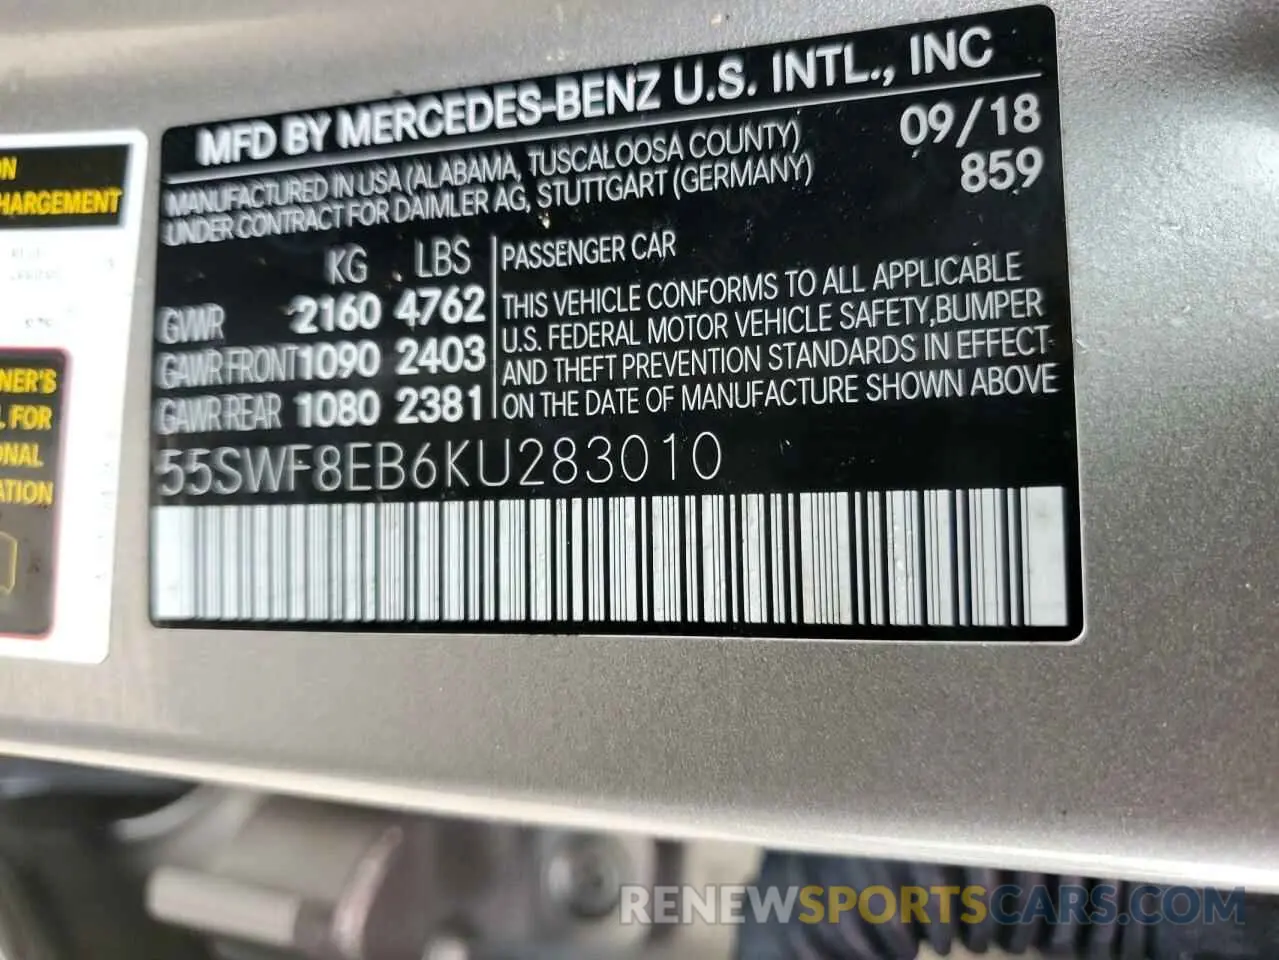 MFD BY MERCEDES-BENZ U.S. INTL., INC
MANUFACTURED IN USA (ALABAMA, TUSCALOOSA COUNTY)
UNDER CONTRACT FOR DAIMLER AG, STUTTGART (GERMANY)
09/18
859
KG LBS
GVWR 2160 4762
GAWR FRONT 1090 2403
GAWR REAR 1080 2381
PASSENGER CAR
THIS VEHICLE CONFORMS TO ALL APPLICABLE
U.S. FEDERAL MOTOR VEHICLE SAFETY, BUMPER
AND THEFT PREVENTION STANDARDS IN EFFECT
ON THE DATE OF MANUFACTURE SHOWN ABOVE
55SWF8EB6KU283010
ON
HARGEMENT
NER'S
L FOR
ONAL
ATION
RENEWSPORTSCARS.COM